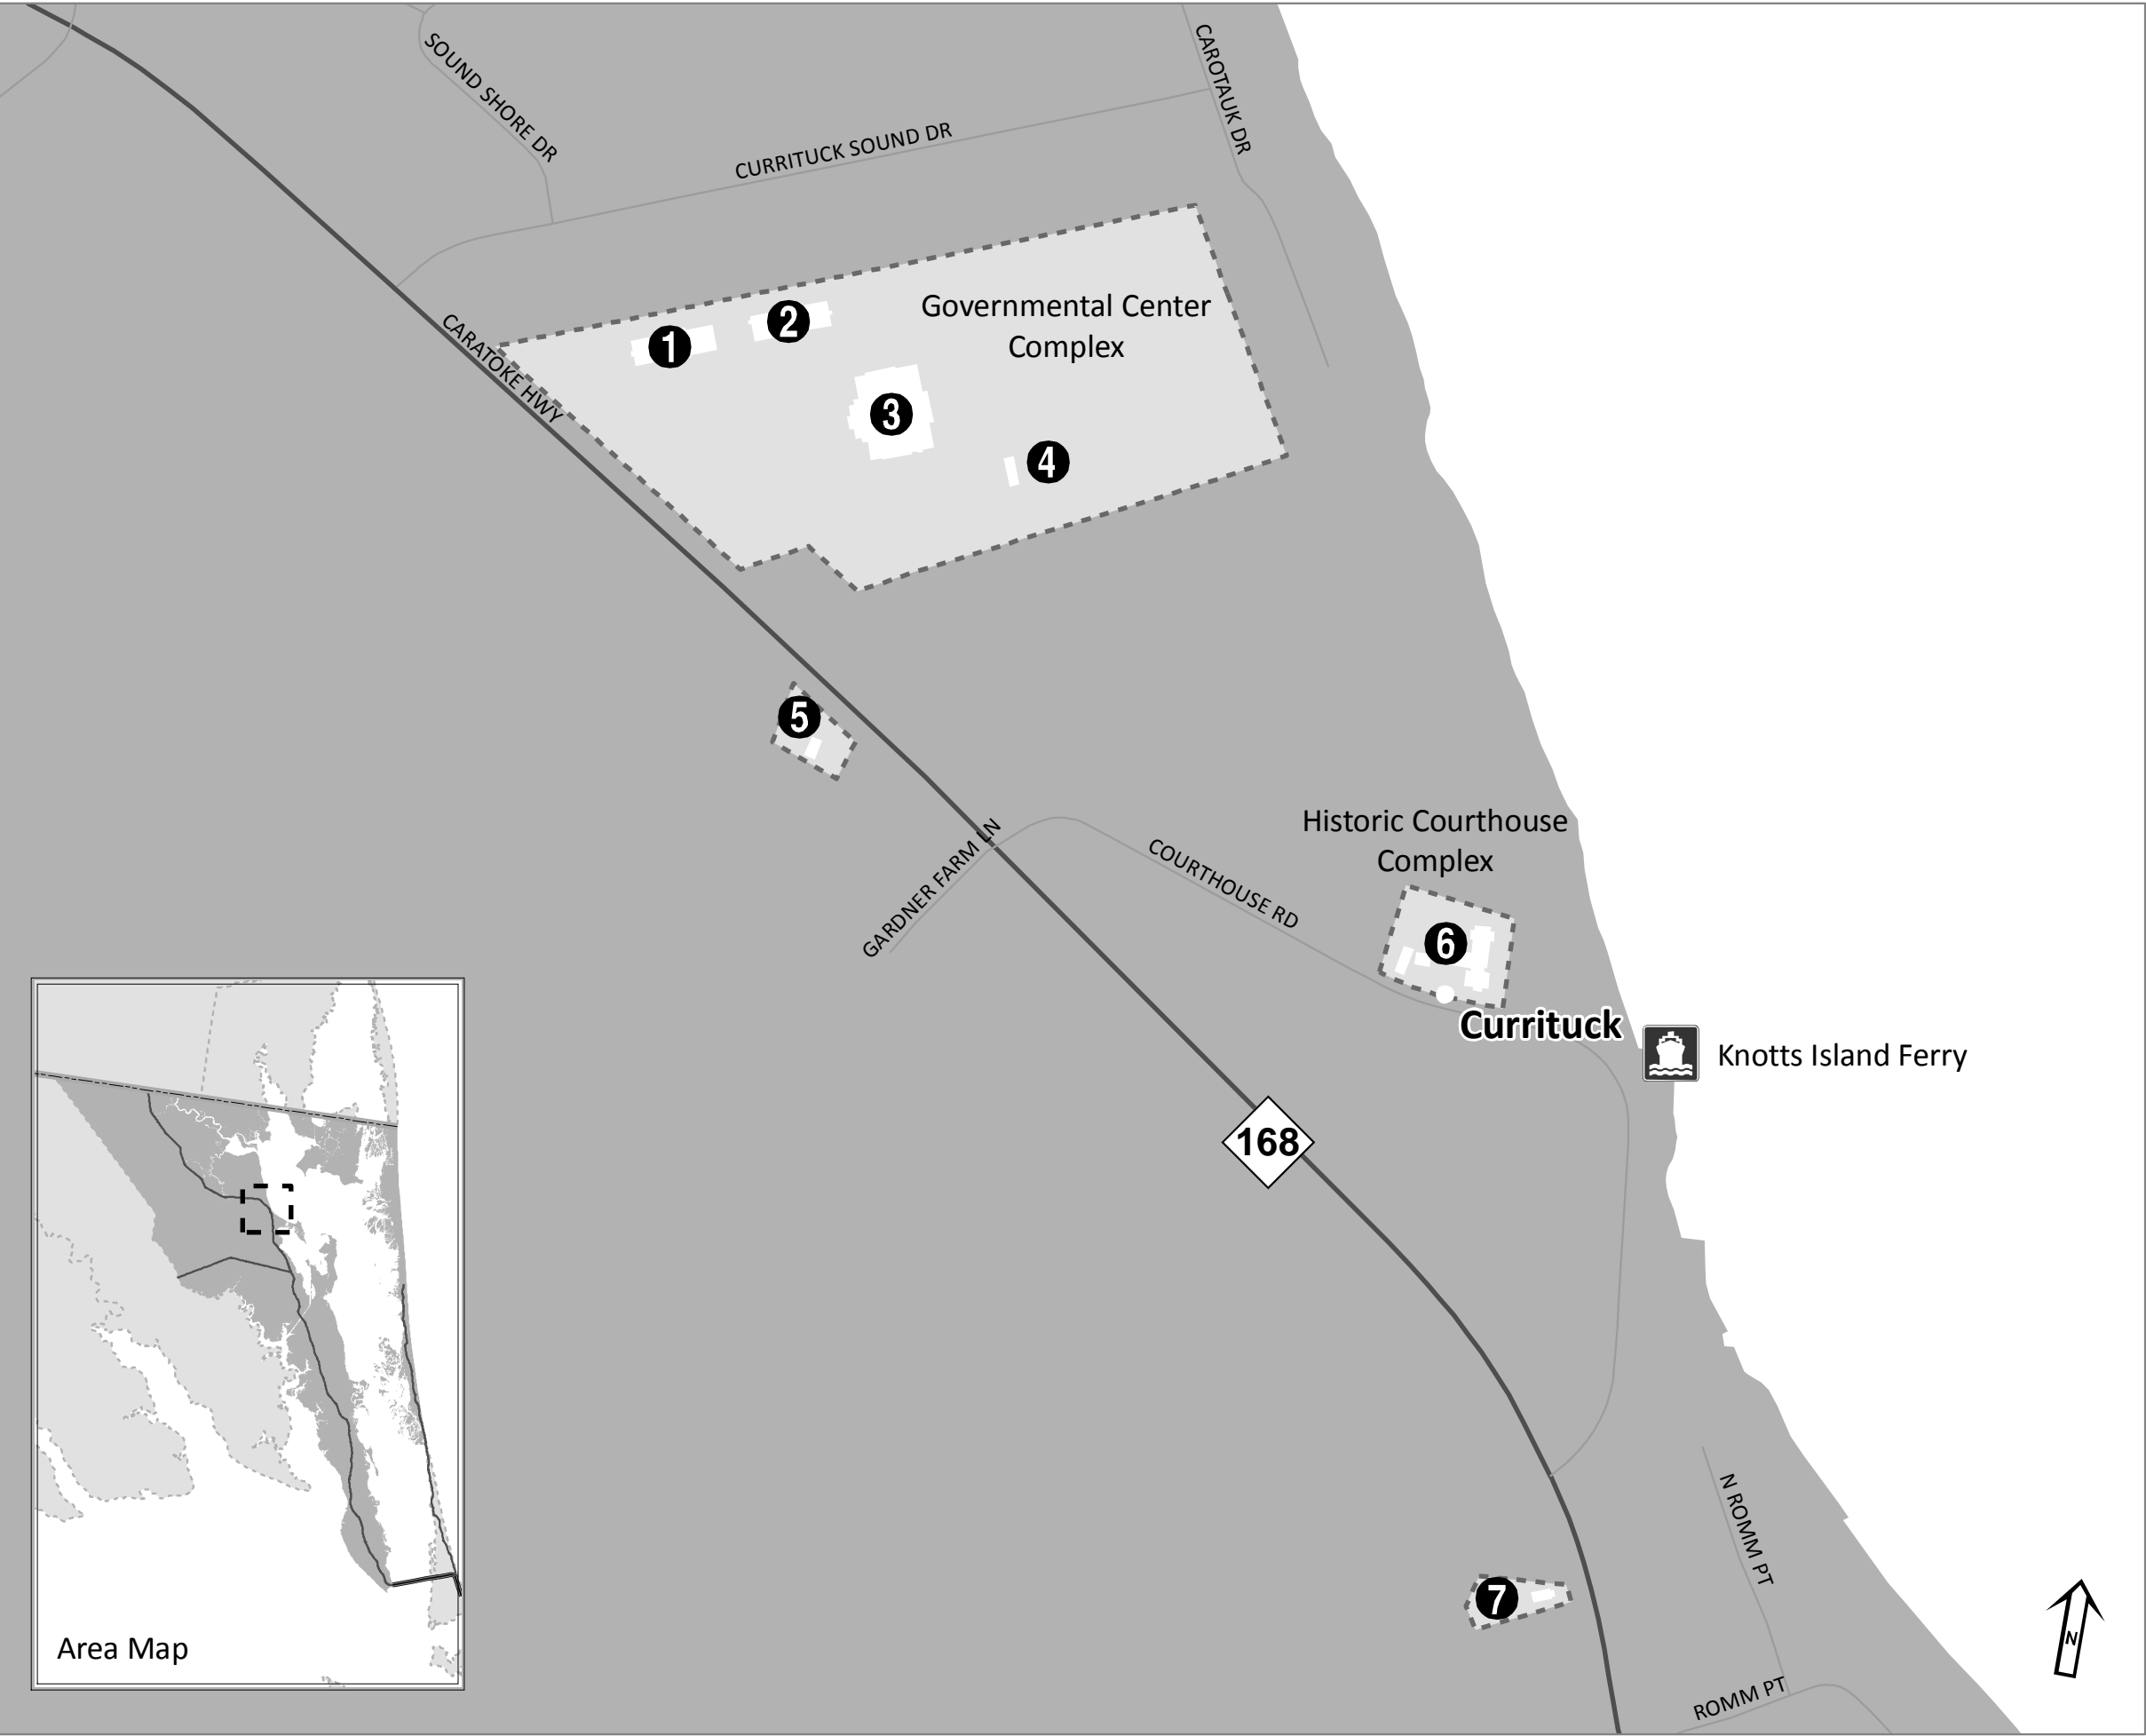 SOUND SHORE DR
CAROTAUK DR
CURRITUCK SOUND DR
Governmental Center
Complex
1
2
3
4
CARATOKE HWY
5
Historic Courthouse
Complex
GARDNER FARM LN
COURTHOUSE RD
6
Currituck
Knotts Island Ferry
168
N ROMM PT
7
N
Area Map
ROMM PT